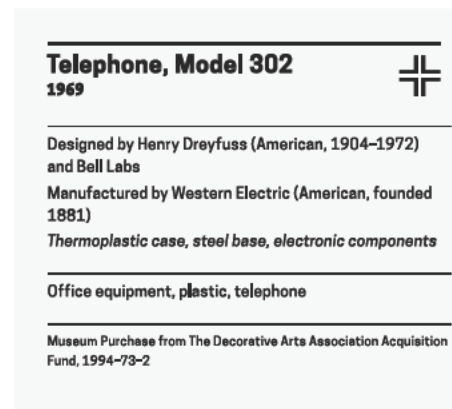 Telephone, Model 302
1969
Designed by Henry Dreyfuss (American, 1904–1972)
and Bell Labs
Manufactured by Western Electric (American, founded
1881)
Thermoplastic case, steel base, electronic components
Office equipment, plastic, telephone
Museum Purchase from The Decorative Arts Association Acquisition
Fund, 1994-73-2